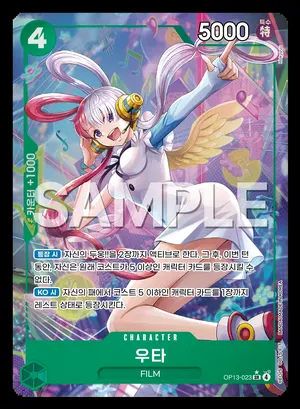 4
5000
특수
特
카운터 +1000
SAMPLE
등장 시 자신의 두웅!!을 2장까지 액티브로 한다. 그 후, 이번 턴
동안, 자신은 원래 코스트가 5 이상인 캐릭터 카드를 등장시킬 수
없다.
KO 시 자신의 패에서 코스트 5 이하인 캐릭터 카드를 1장까지
레스트 상태로 등장시킨다.
CHARACTER
우타
FILM
OP13-023